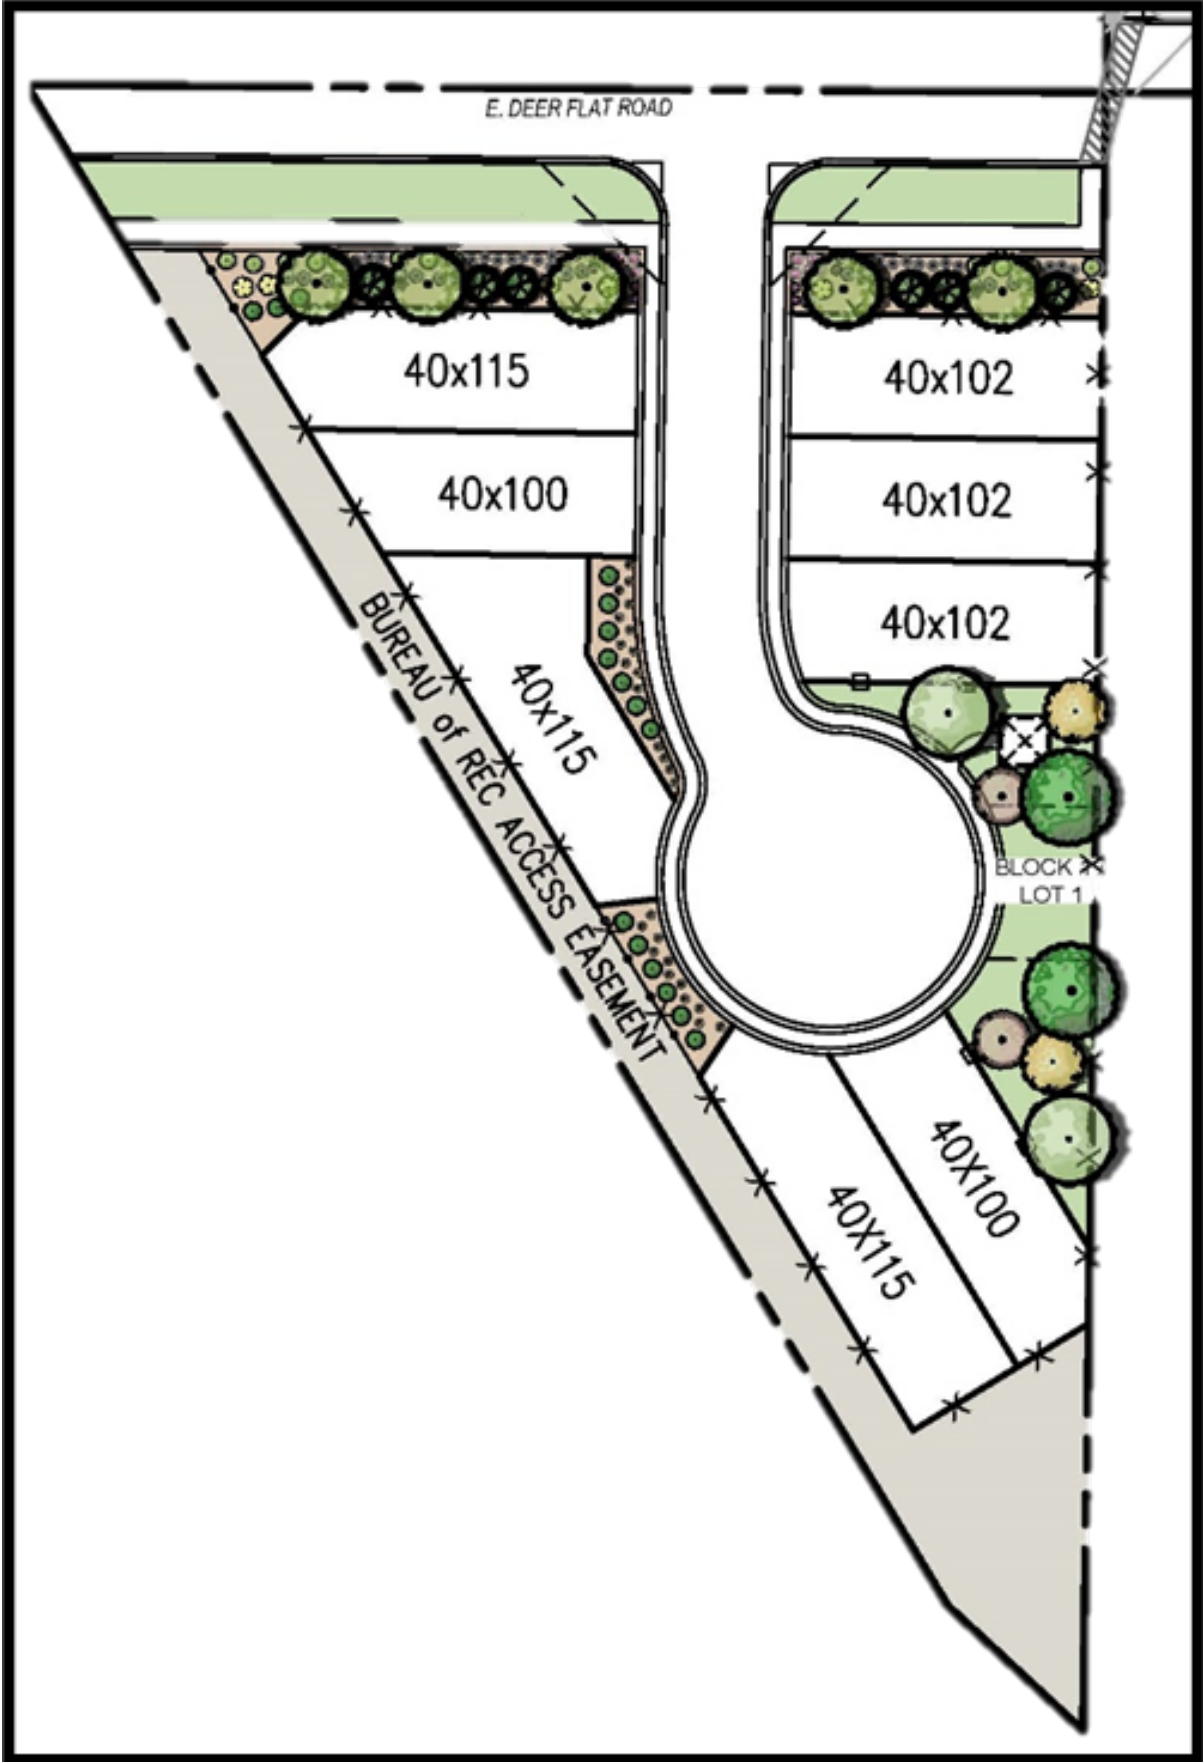 E. DEER FLAT ROAD
40x115
40x102
40x100
40x102
40x102
40x115
BUREAU of REC ACCESS EASEMENT
BLOCK
LOT 1
40X100
40X115